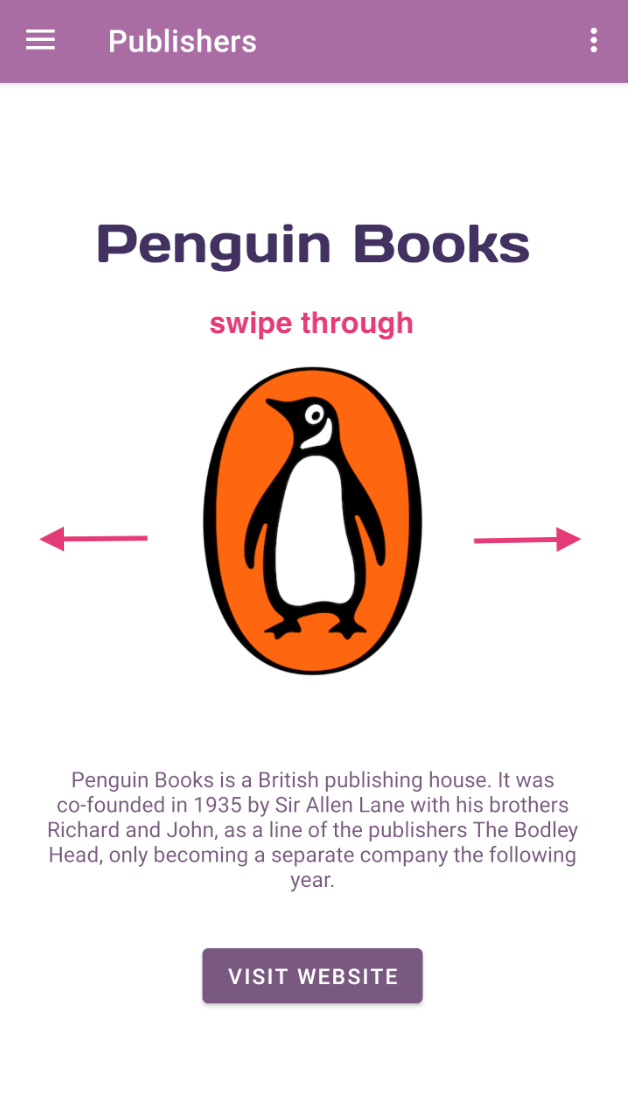 Publishers
Penguin Books
swipe through
Penguin Books is a British publishing house. It was
co-founded in 1935 by Sir Allen Lane with his brothers
Richard and John, as a line of the publishers The Bodley
Head, only becoming a separate company the following
year.
VISIT WEBSITE